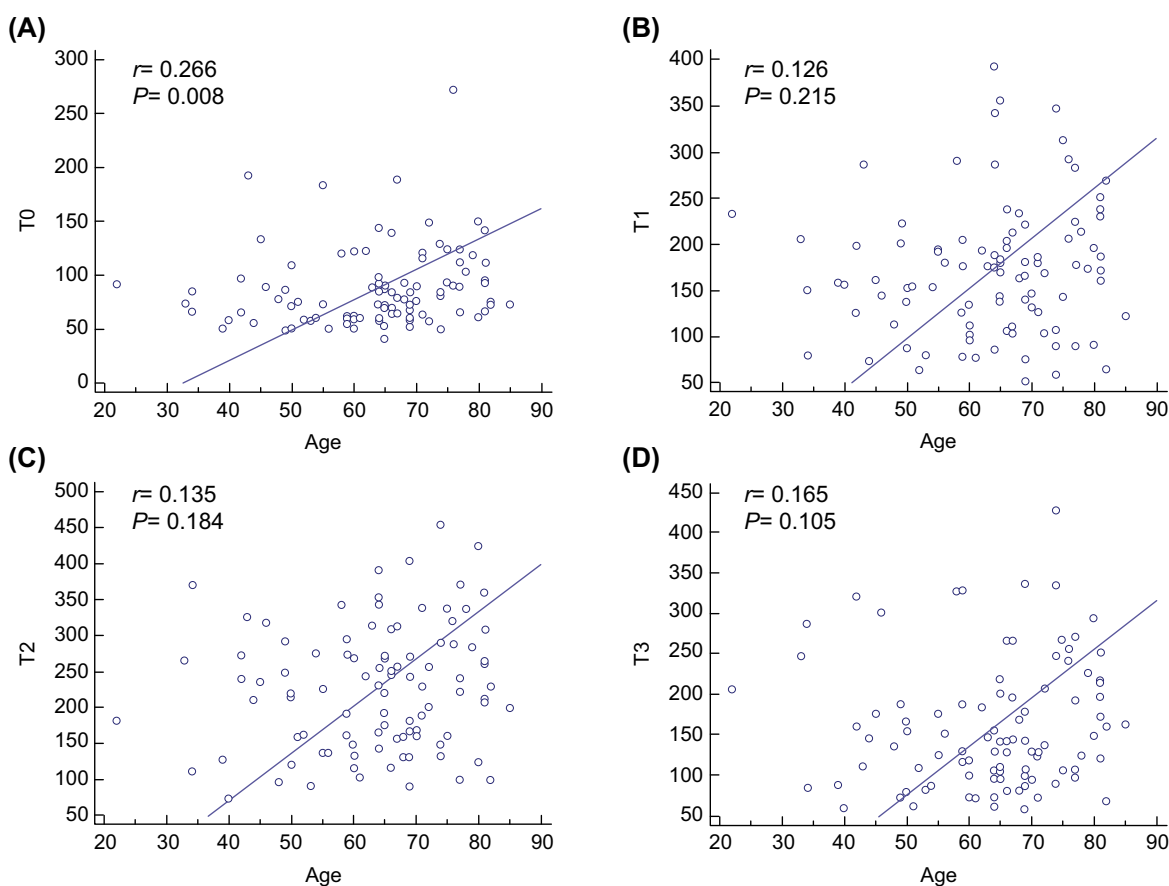 (A)
300
250
200
150
100
50
0
T0
r= 0.266
P= 0.008
20 30 40 50 60 70 80 90
Age
(B)
400
350
300
250
200
150
100
50
T1
r= 0.126
P= 0.215
20 30 40 50 60 70 80 90
Age
(C)
500
450
400
350
300
250
200
150
100
50
T2
r= 0.135
P= 0.184
20 30 40 50 60 70 80 90
Age
(D)
450
400
350
300
250
200
150
100
50
T3
r= 0.165
P= 0.105
20 30 40 50 60 70 80 90
Age